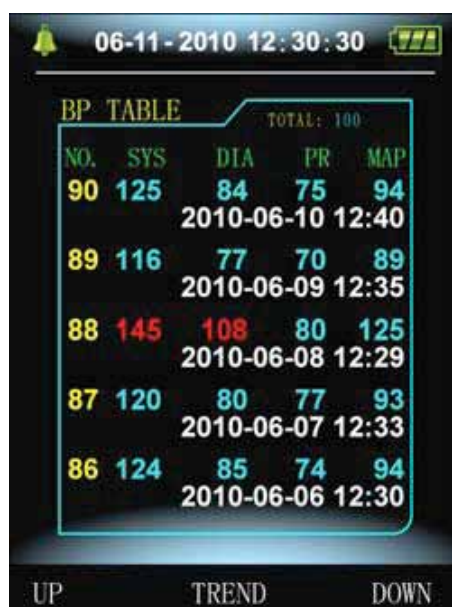 06-11-2010 12:30:30
BP TABLE TOTAL: 100
NO. SYS DIA PR MAP
90 125 84 75 94
2010-06-10 12:40
89 116 77 70 89
2010-06-09 12:35
88 145 108 80 125
2010-06-08 12:29
87 120 80 77 93
2010-06-07 12:33
86 124 85 74 94
2010-06-06 12:30
UP TREND DOWN